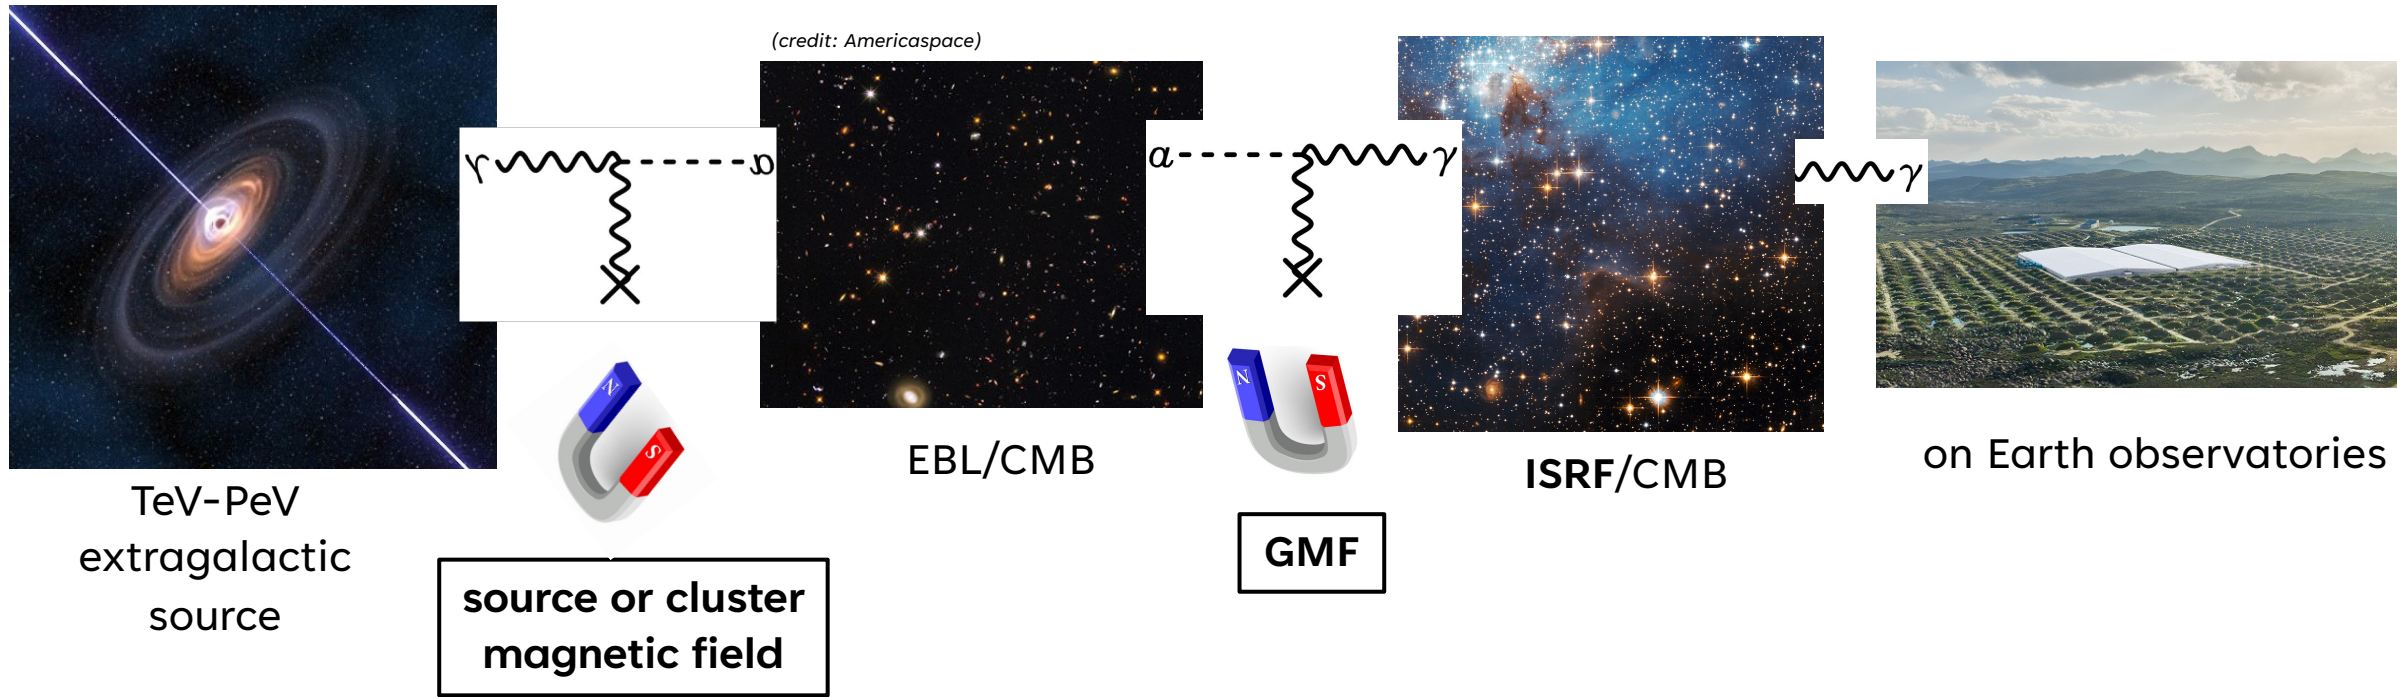 (credit: Americaspace)
γ a
a γ
γ
N S
N S
TeV-PeV
extragalactic
source
source or cluster
magnetic field
EBL/CMB
GMF
ISRF/CMB
on Earth observatories